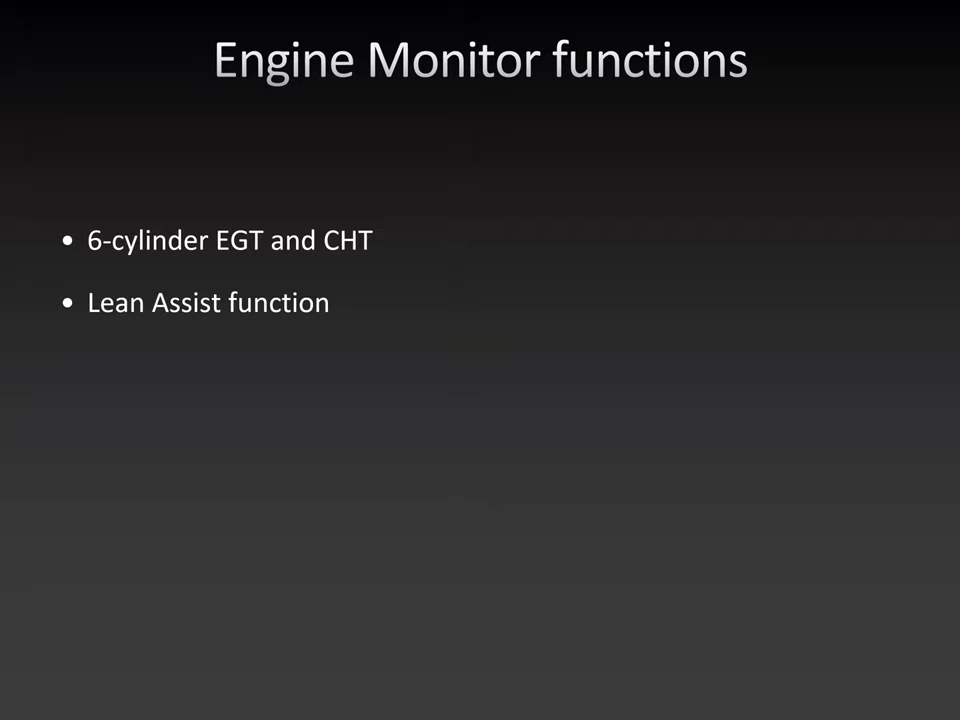 Engine Monitor functions
• 6-cylinder EGT and CHT
• Lean Assist function